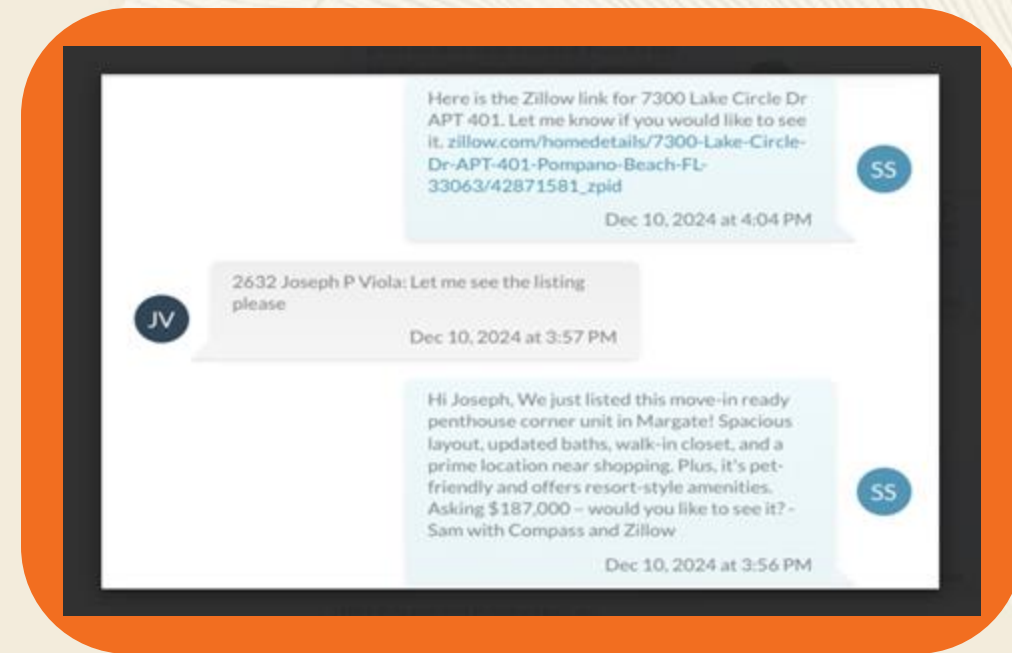 Here is the Zillow link for 7300 Lake Circle Dr
APT 401. Let me know if you would like to see
it. zillow.com/homedetails/7300-Lake-Circle-
Dr-APT-401-Pompano-Beach-FL-
33063/42871581_zpid
SS
Dec 10, 2024 at 4:04 PM
2632 Joseph P Viola: Let me see the listing
please
JV
Dec 10, 2024 at 3:57 PM
Hi Joseph, We just listed this move-in ready
penthouse corner unit in Margate! Spacious
layout, updated baths, walk-in closet, and a
prime location near shopping. Plus, it's pet-
friendly and offers resort-style amenities.
Asking $187,000 – would you like to see it? -
Sam with Compass and Zillow
SS
Dec 10, 2024 at 3:56 PM